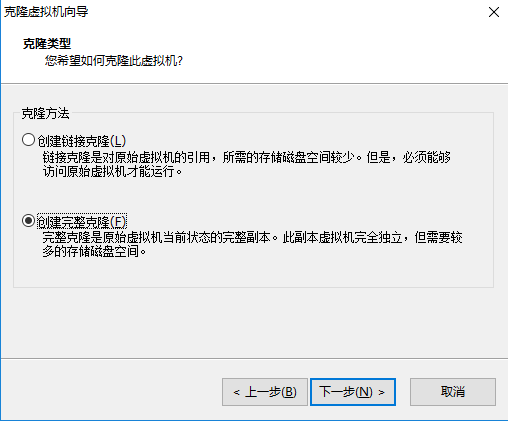 克隆虚拟机向导
克隆类型
您希望如何克隆此虚拟机?
克隆方法
创建链接克隆(L)
链接克隆是对原始虚拟机的引用，所需的存储磁盘空间较少。但是，必须能够
访问原始虚拟机才能运行。
创建完整克隆(F)
完整克隆是原始虚拟机当前状态的完整副本。此副本虚拟机完全独立，但需要较
多的存储磁盘空间。
< 上一步(B) 下一步(N) > 取消